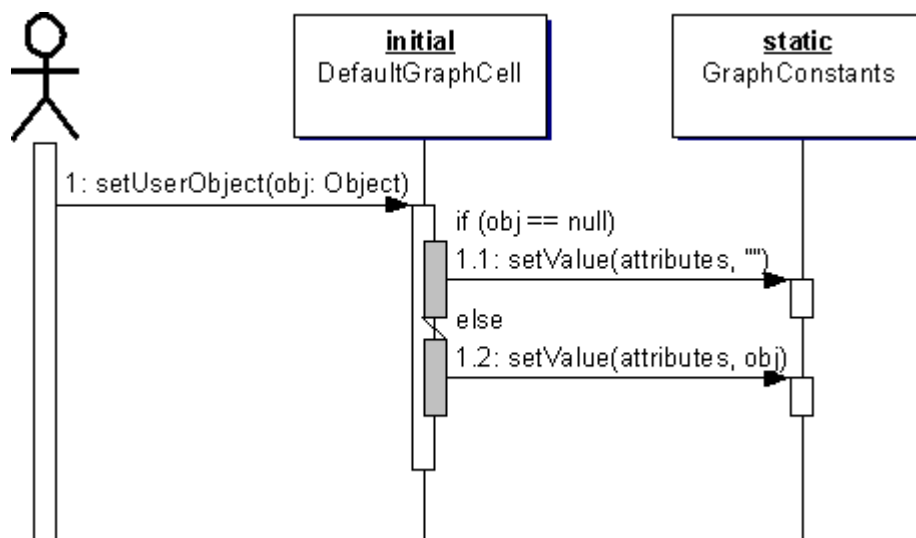 initial
DefaultGraphCell
static
GraphConstants
1: setUserObject(obj: Object)
if (obj == null)
1.1: setValue(attributes, "")
else
1.2: setValue(attributes, obj)